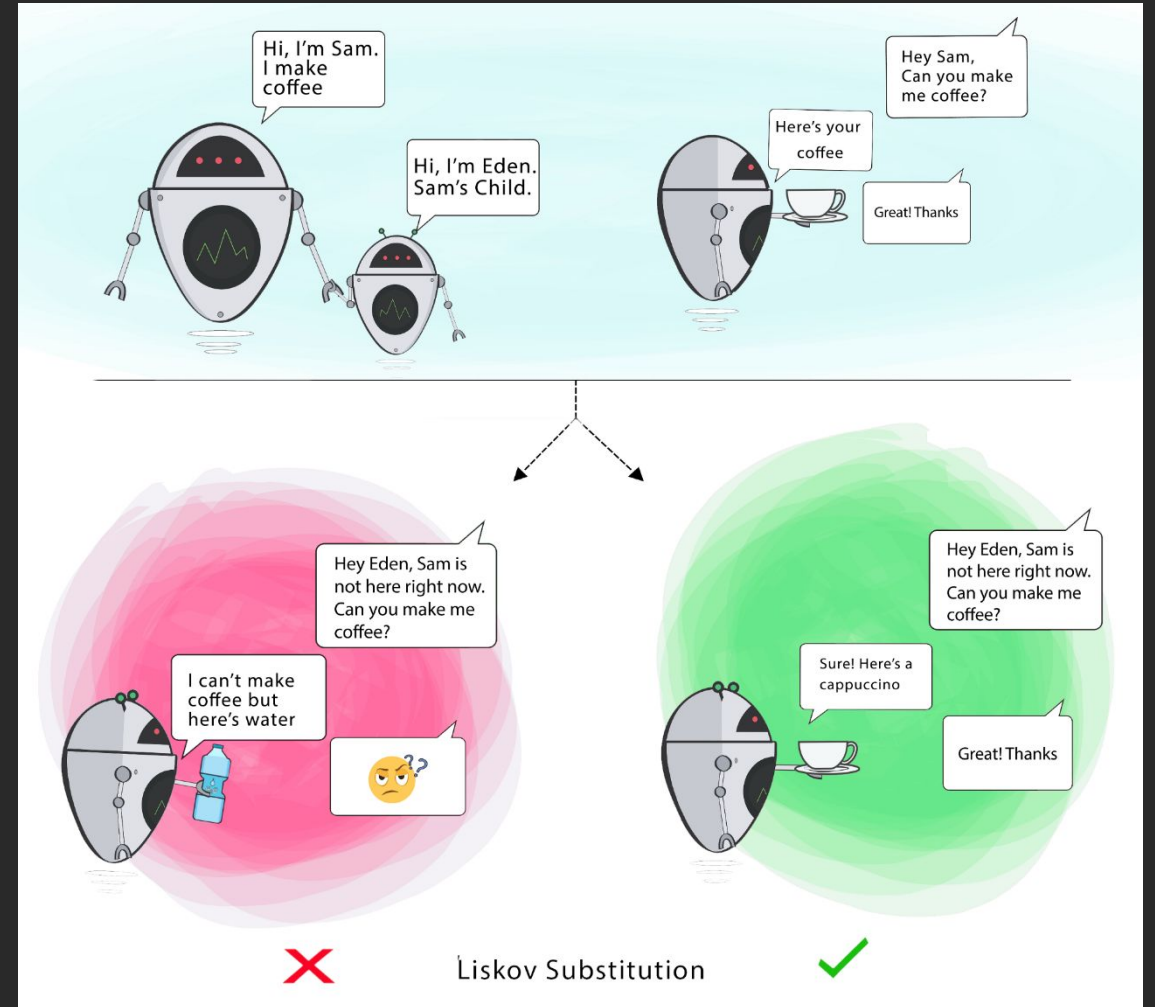 Hi, I'm Sam.
I make
coffee
Hi, I'm Eden.
Sam's Child.
Hey Sam,
Can you make
me coffee?
Here's your
coffee
Great! Thanks
Hey Eden, Sam is
not here right now.
Can you make me
coffee?
I can't make
coffee but
here's water
??
Hey Eden, Sam is
not here right now.
Can you make me
coffee?
Sure! Here's a
cappuccino
Great! Thanks
Liskov Substitution